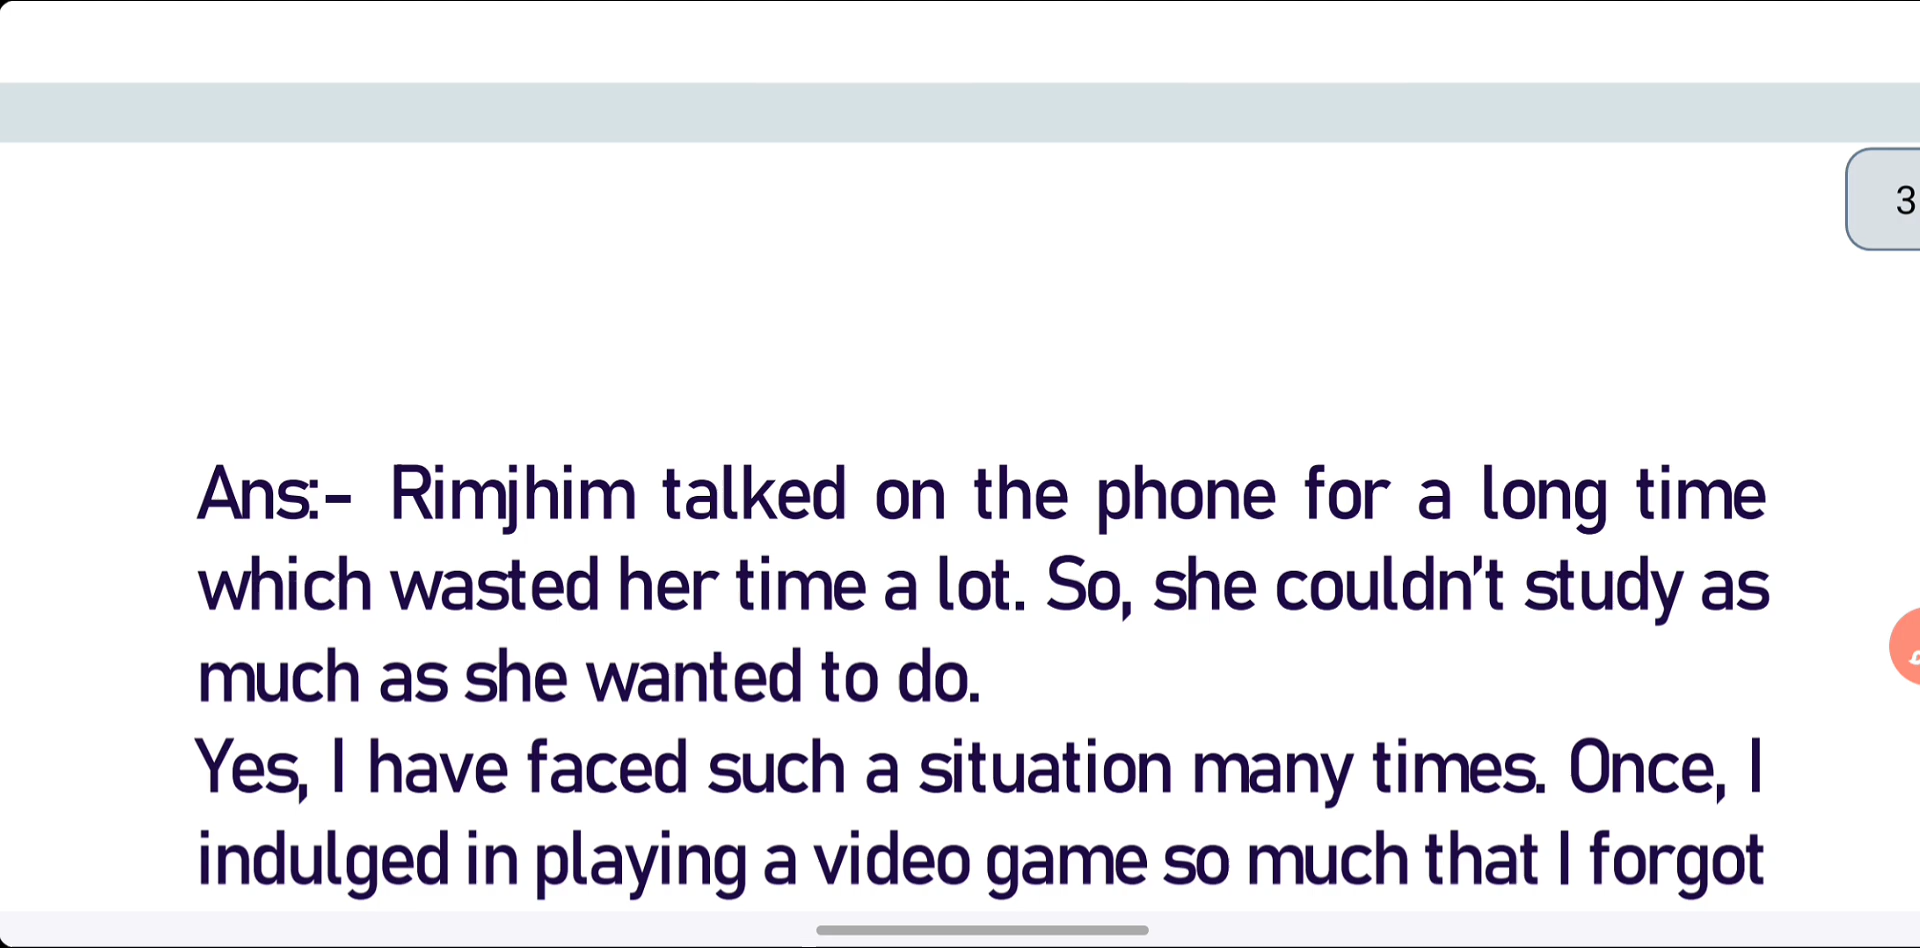 3
Ans:- Rimjhim talked on the phone for a long time
which wasted her time a lot. So, she couldn't study as
much as she wanted to do.
Yes, I have faced such a situation many times. Once, I
indulged in playing a video game so much that I forgot